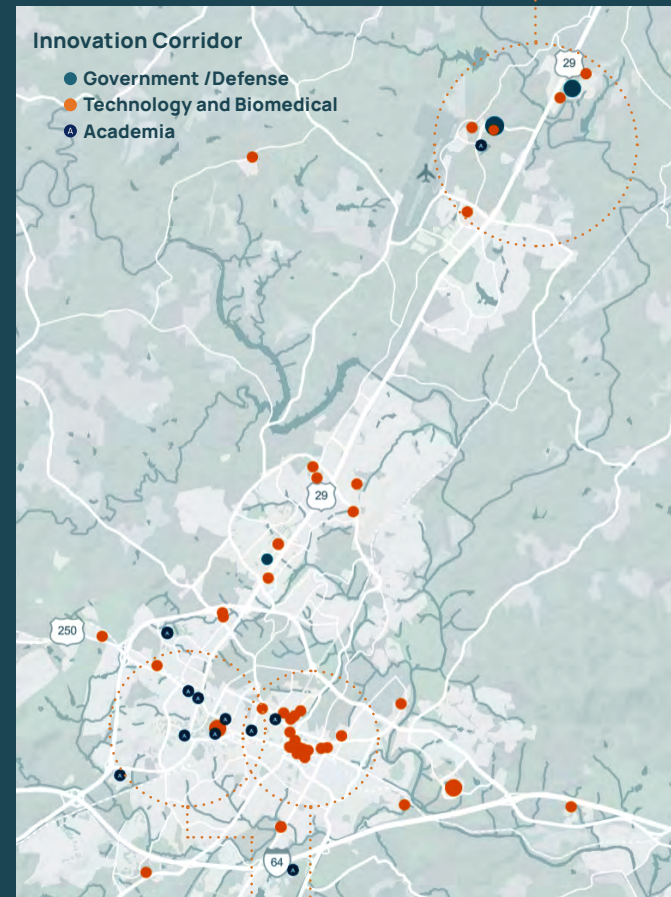 Innovation Corridor
Government /Defense
Technology and Biomedical
A Academia
29
A
29
250
A
A
A
A
A
A
A
A
A
64
A